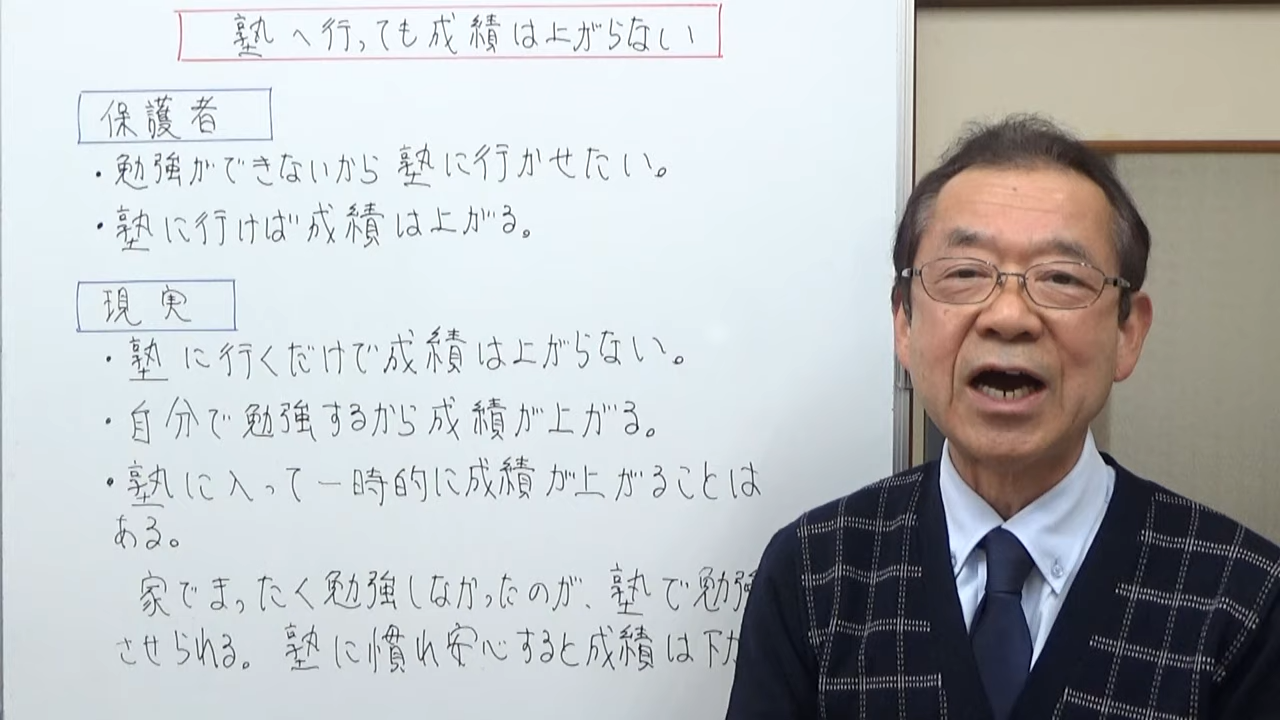 塾へ行っても成績は上がらない
保護者
・勉強ができないから塾に行かせたい。
・塾に行けば成績は上がる。
現実
・塾に行くだけで成績は上がらない。
・自分で勉強するから成績が上がる。
・塾に入って一時的に成績が上がることは
ある。
家でまったく勉強しなかったのが、塾で勉強
させられる。塾に慣れ安心すると成績は下が